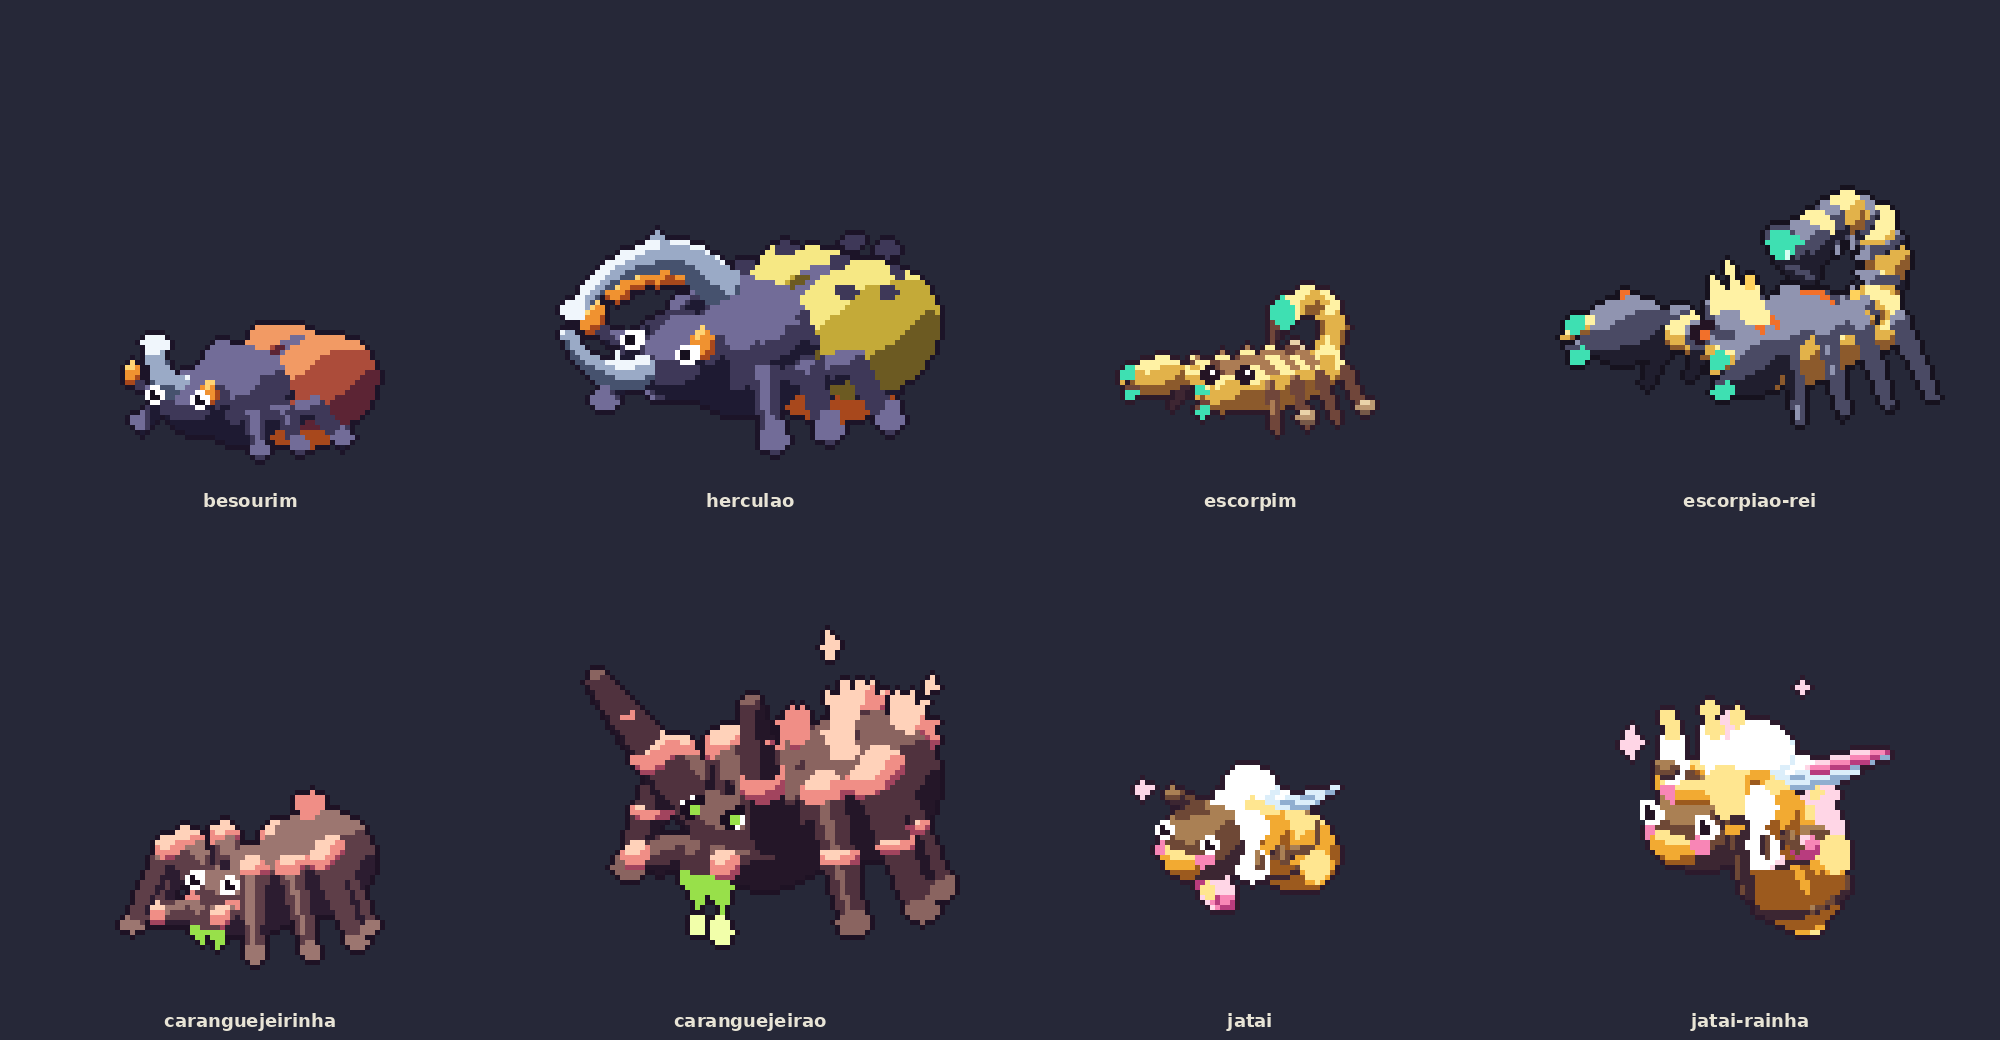 besourim
herculao
escorpim
escorpiao-rei
caranguejeirinha
caranguejeirao
jatai
jatai-rainha